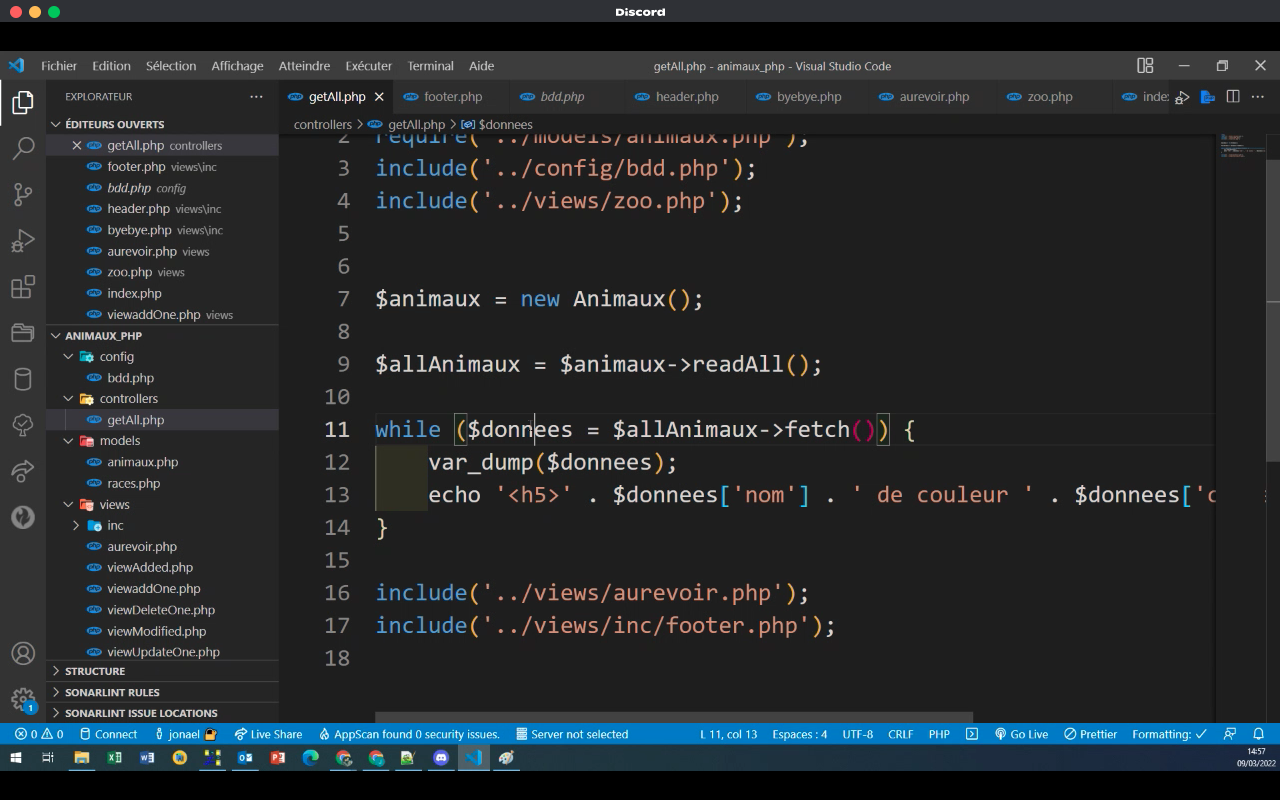 Discord
Fichier Edition Sélection Affichage Atteindre Exécuter Terminal Aide
getAll.php - animaux_php - Visual Studio Code
EXPLORATEUR
ÉDITEURS OUVERTS
getAll.php controllers
footer.php views\inc
bdd.php config
header.php views\inc
byebye.php views\inc
aurevoir.php views
zoo.php views
index.php
viewaddOne.php views
ANIMAUX_PHP
config
bdd.php
controllers
getAll.php
models
animaux.php
races.php
views
inc
aurevoir.php
viewAdded.php
viewaddOne.php
viewDeleteOne.php
viewModified.php
viewUpdateOne.php
STRUCTURE
SONARLINT RULES
SONARLINT ISSUE LOCATIONS
getAll.php footer.php bdd.php header.php byebye.php aurevoir.php zoo.php inde
controllers > getAll.php > $donnees
2 require('../models/animaux.php');
3 include('../config/bdd.php');
4 include('../views/zoo.php');
5
6
7 $animaux = new Animaux();
8
9 $allAnimaux = $animaux->readAll();
10
11 while ($donnees = $allAnimaux->fetch()) {
12 var_dump($donnees);
13 echo '<h5>' . $donnees['nom'] . ' de couleur ' . $donnees['c
14 }
15
16 include('../views/aurevoir.php');
17 include('../views/inc/footer.php');
18
0 0 Connect jonael Live Share AppScan found 0 security issues. Server not selected L 11, col 13 Espaces : 4 UTF-8 CRLF PHP Go Live Prettier Formatting:
1
14:57
09/03/2022